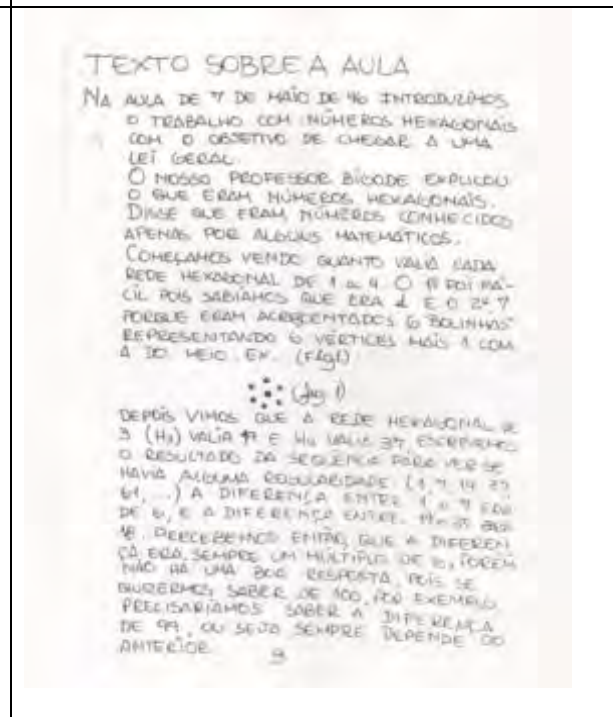 TEXTO SOBRE A AULA
NA AULA DE 7 DE MAIO DE 96 INTRODUZIMOS
O TRABALHO COM NÚMEROS HEXAGONAIS
COM O OBJETIVO DE CHEGAR A UMA
LEI GERAL.
O NOSSO PROFESSOR BIGODE EXPLICOU
O QUE ERAM NÚMEROS HEXAGONAIS.
DISSE QUE ERAM NÚMEROS CONHECIDOS
APENAS POR ALGUNS MATEMÁTICOS.
COMEÇAMOS VENDO QUANTO VALIA CADA
REDE HEXAGONAL DE 1 a 4. O 1º FOI FÁ-
CIL POIS SABÍAMOS QUE ERA 1 E O 2º 7
PORQUE ERAM ACRESCENTADOS 6 BOLINHAS
REPRESENTANDO 6 VÉRTICES MAIS 1 COM
A DO MEIO. EX. (Fig1)
(fig 1)
DEPOIS VIMOS QUE A REDE HEXAGONAL DE
3 (H3) VALIA E H4 VALIA 37. ESCREVEMOS
O RESULTADO DA SEQÜÊNCIA PARA VER SE
HAVIA ALGUMA REGULARIDADE (1, 7, 19, 37
61, ...) A DIFERENÇA ENTRE 1 e 7 ERA
DE 6, E A DIFERENÇA ENTRE 19 37 ERA
18. PERCEBEMOS ENTÃO, QUE A DIFEREN
ÇA ERA SEMPRE UM MÚLTIPLO DE 6, PORÉM
NÃO HÁ UMA BOA RESPOSTA, POIS SE
QUIZERMOS SABER DE 100, POR EXEMPLO
PRECISARÍAMOS SABER A DIFERENÇA
DE 99, OU SEJA SEMPRE DEPENDE DO
ANTERIOR